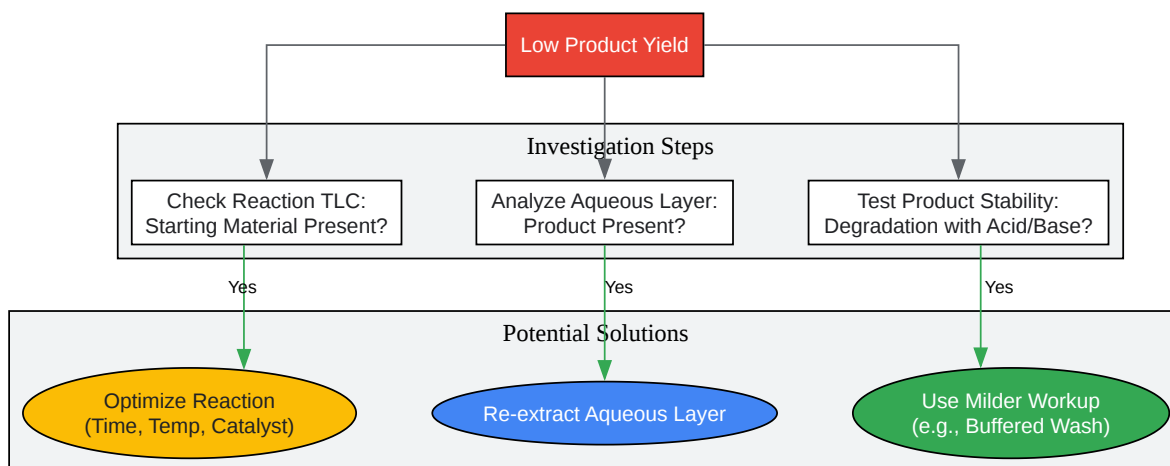 Low Product Yield
Investigation Steps
Check Reaction TLC:
Starting Material Present?
Analyze Aqueous Layer:
Product Present?
Test Product Stability:
Degradation with Acid/Base?
Yes
Yes
Yes
Potential Solutions
Optimize Reaction
(Time, Temp, Catalyst)
Re-extract Aqueous Layer
Use Milder Workup
(e.g., Buffered Wash)